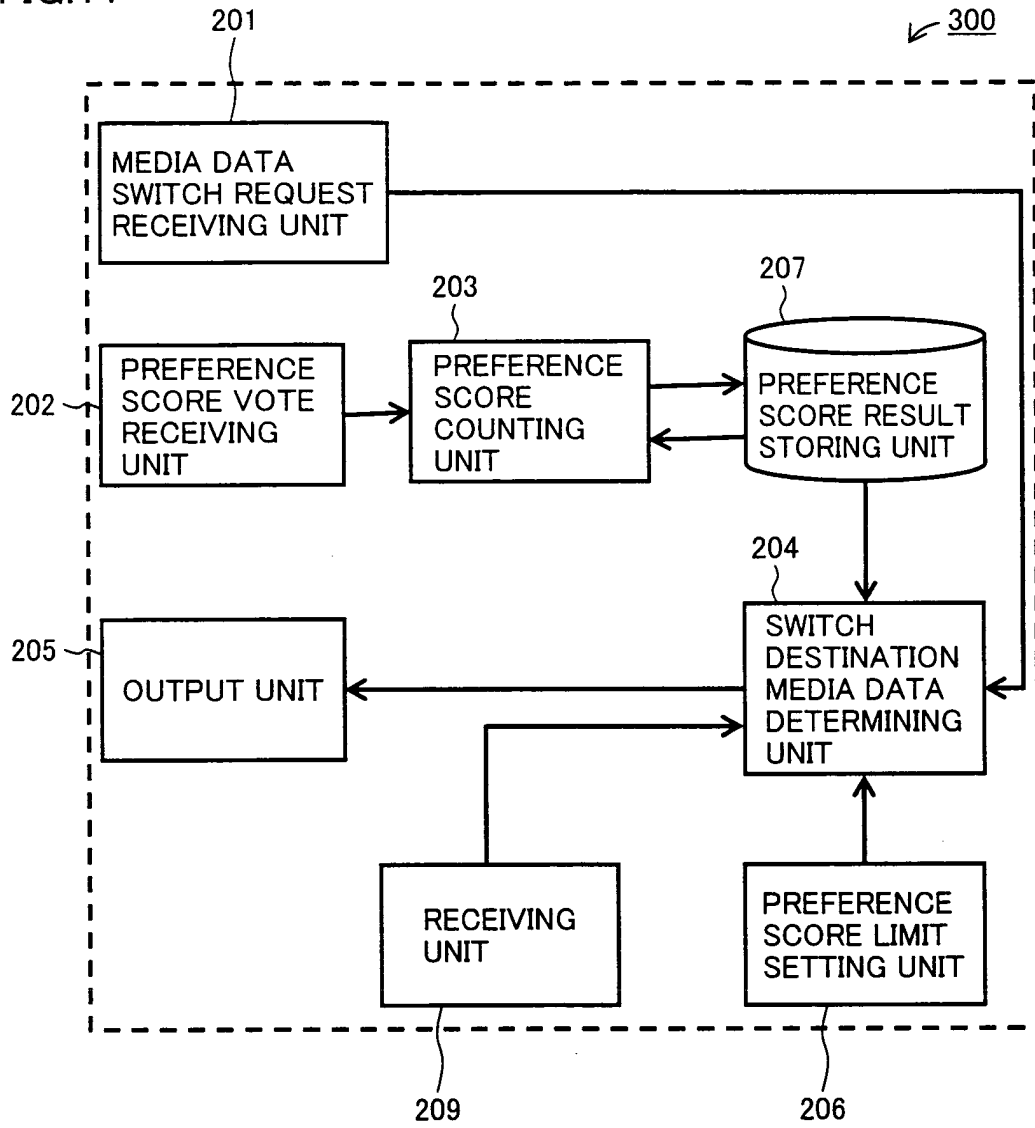 201
300
MEDIA DATA
SWITCH REQUEST
RECEIVING UNIT
203
207
202
PREFERENCE
SCORE VOTE
RECEIVING
UNIT
PREFERENCE
SCORE
COUNTING
UNIT
PREFERENCE
SCORE RESULT
STORING UNIT
204
205
OUTPUT UNIT
SWITCH
DESTINATION
MEDIA DATA
DETERMINING
UNIT
RECEIVING
UNIT
PREFERENCE
SCORE LIMIT
SETTING UNIT
209
206